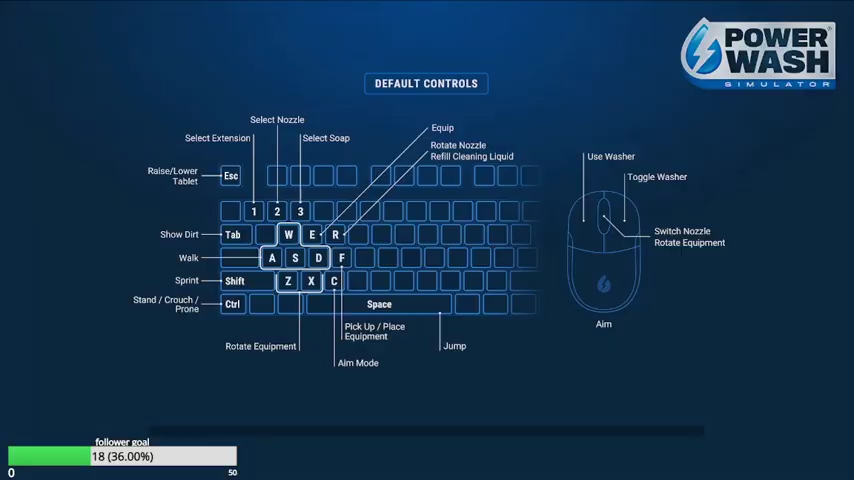 POWER
WASH
SIMULATOR
DEFAULT CONTROLS
Select Nozzle
Select Extension
Select Soap
Equip
Rotate Nozzle
Refill Cleaning Liquid
Raise/Lower
Tablet
Esc
1 2 3
Show Dirt
Tab W E R
Walk
A S D F
Sprint
Shift Z X C
Stand / Crouch /
Prone
Ctrl Space
Rotate Equipment
Pick Up / Place
Equipment
Aim Mode
Jump
Use Washer
Toggle Washer
Switch Nozzle
Rotate Equipment
Aim
follower goal
18 (36.00%)
0 50